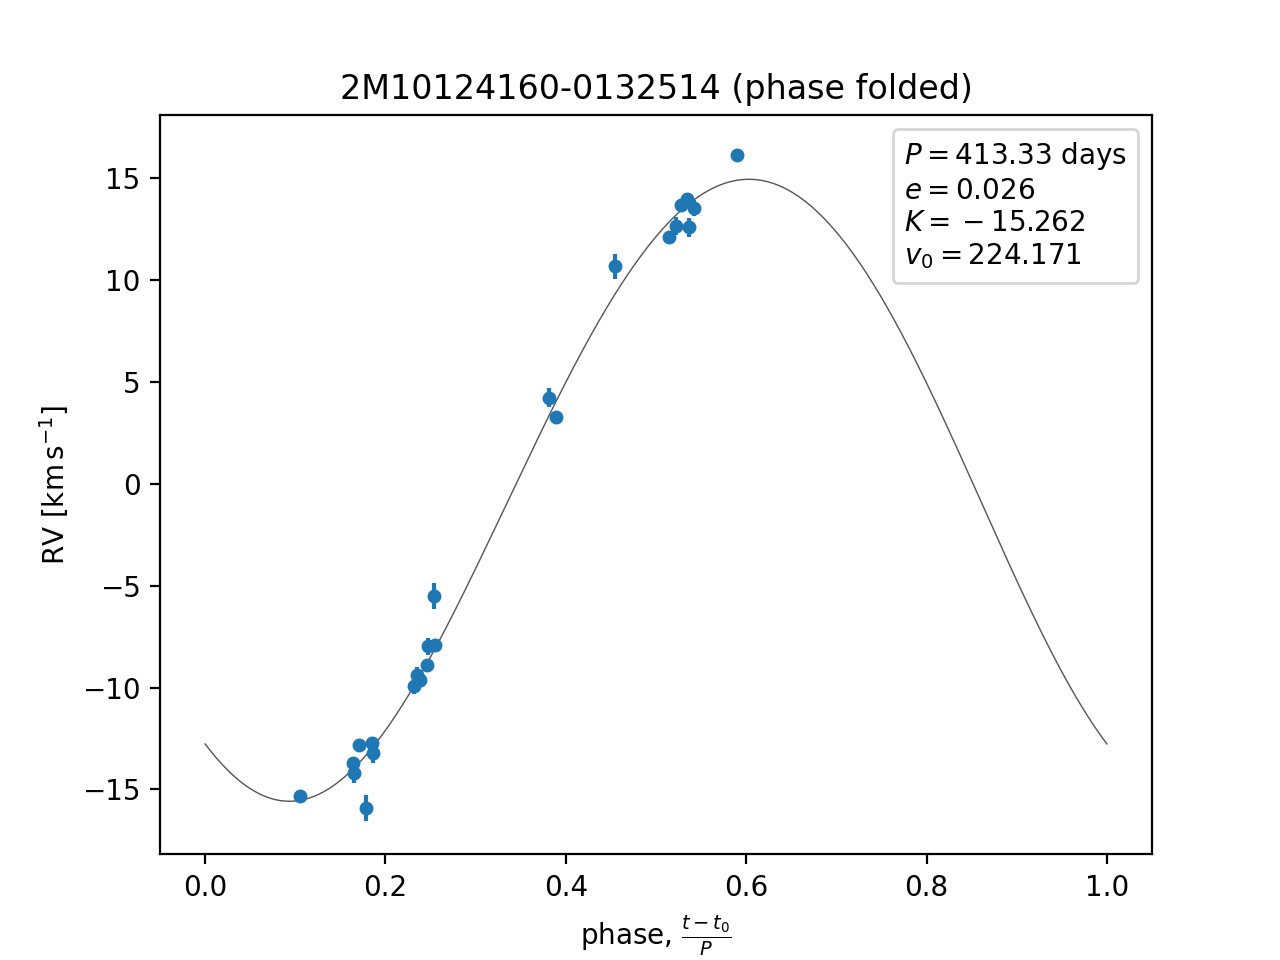 2M10124160-0132514 (phase folded)
P = 413.33 days
e = 0.026
K = −15.262
v₀ = 224.171
15
10
5
0
−5
−10
−15
RV [km s⁻¹]
0.0 0.2 0.4 0.6 0.8 1.0
phase, (t − t₀)/P